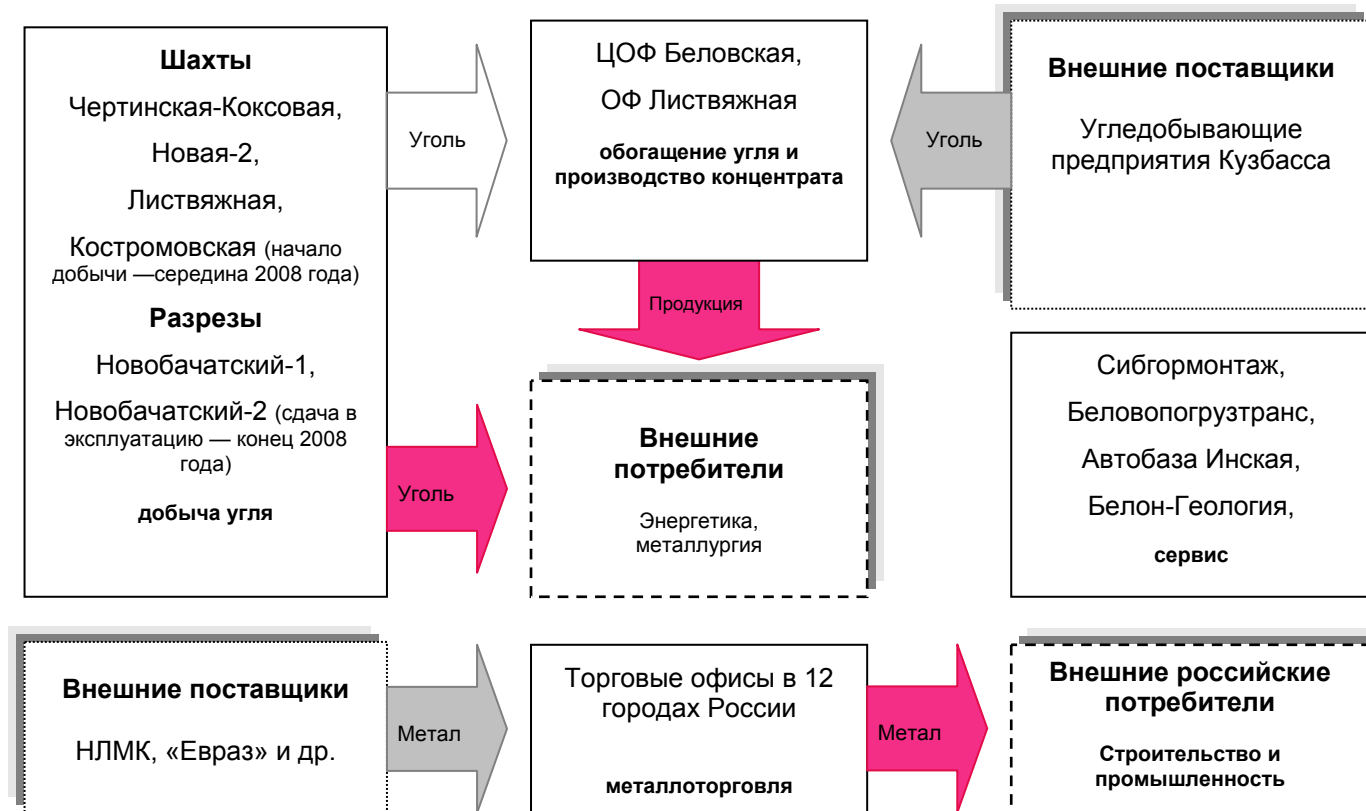 Шахты
Чертинская-Коксовая,
Новая-2,
Листвяжная,
Костромовская (начало
добычи —середина 2008 года)
Разрезы
Новобачатский-1,
Новобачатский-2 (сдача в
эксплуатацию — конец 2008
года)
добыча угля
Уголь
ЦОФ Беловская,
ОФ Листвяжная
обогащение угля и
производство концентрата
Уголь
Внешние поставщики
Угледобывающие
предприятия Кузбасса
Продукция
Уголь
Внешние
потребители
Энергетика,
металлургия
Сибгормонтаж,
Беловопогрузтранс,
Автобаза Инская,
Белон-Геология,
сервис
Внешние поставщики
НЛМК, «Евраз» и др.
Метал
Торговые офисы в 12
городах России
металлоторговля
Метал
Внешние российские
потребители
Строительство и
промышленность